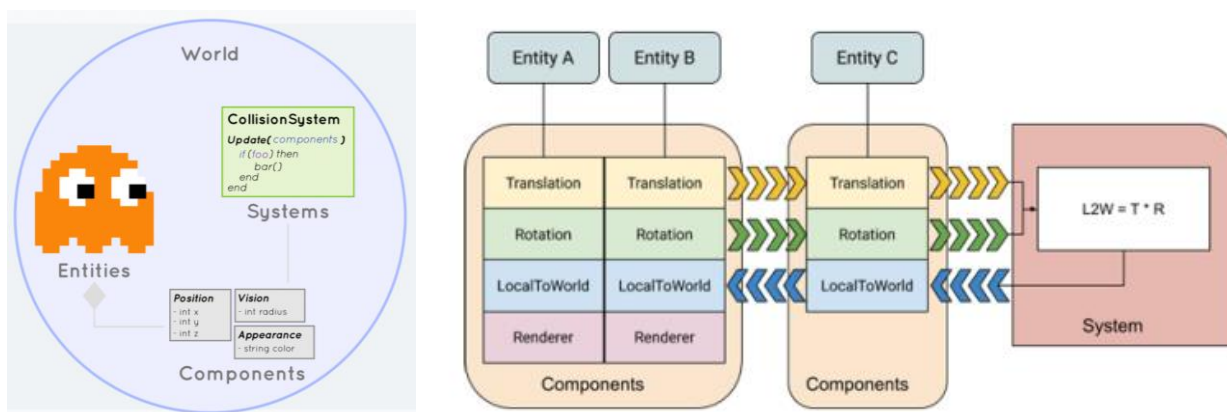 World
CollisionSystem
Update( components )
if (foo) then
bar()
end
end
Systems
Entities
Position
- int x
- int y
- int z
Vision
- int radius
Appearance
- string color
Components
Entity A
Entity B
Entity C
Translation
Translation
Translation
Rotation
Rotation
Rotation
LocalToWorld
LocalToWorld
LocalToWorld
Renderer
Renderer
Components
Components
L2W = T * R
System